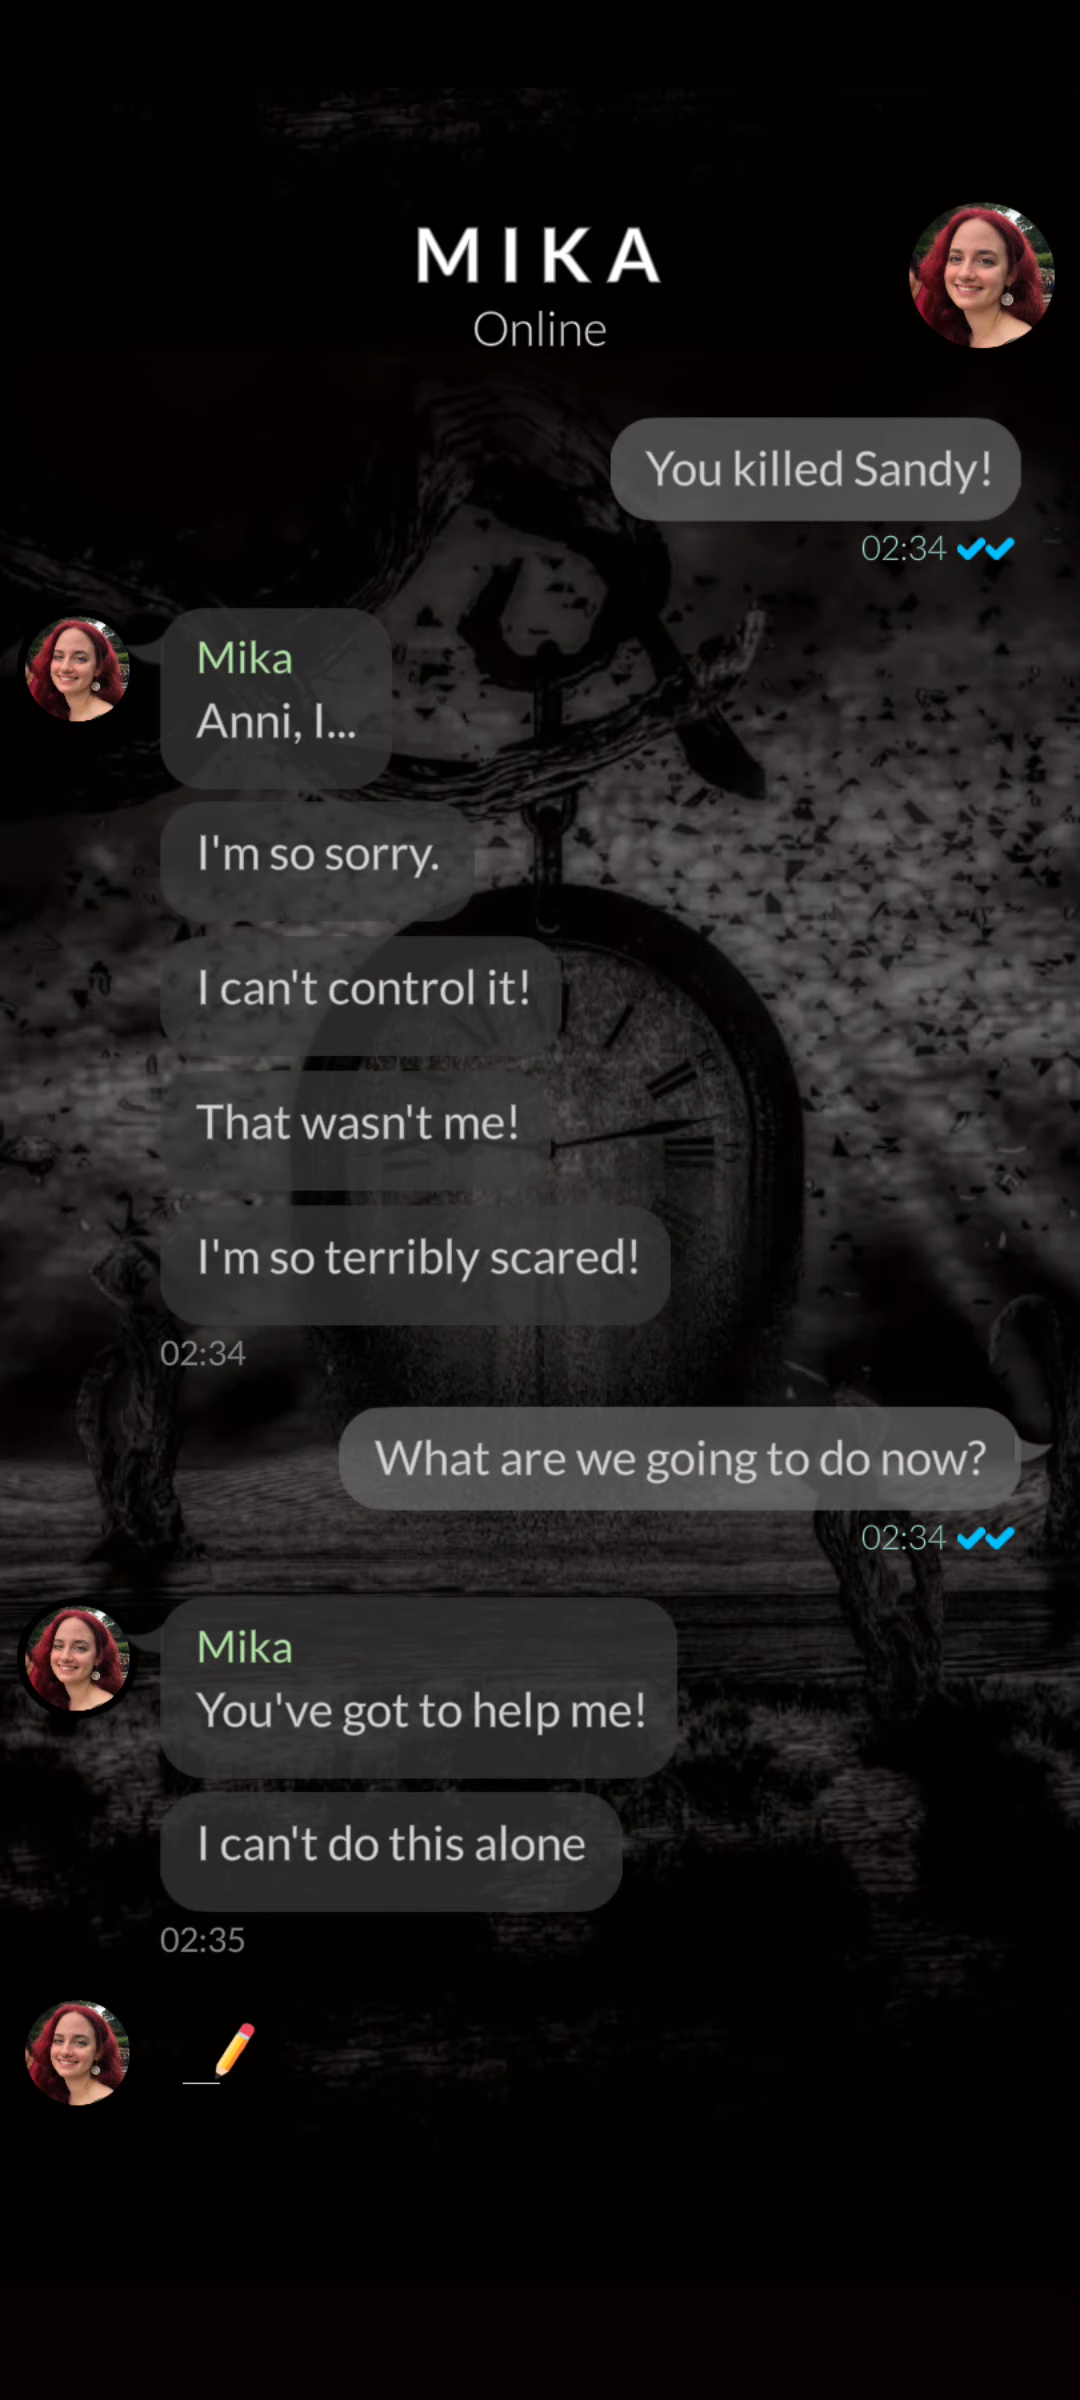 MIKA
Online
You killed Sandy!
02:34
Mika
Anni, I...
I'm so sorry.
I can't control it!
That wasn't me!
I'm so terribly scared!
02:34
What are we going to do now?
02:34
Mika
You've got to help me!
I can't do this alone
02:35